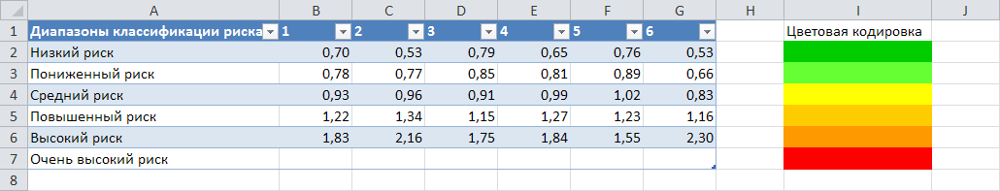 A B C D E F G H I J
1 Диапазоны классификации риска 1 2 3 4 5 6 Цветовая кодировка
2 Низкий риск 0,70 0,53 0,79 0,65 0,76 0,53
3 Пониженный риск 0,78 0,77 0,85 0,81 0,89 0,66
4 Средний риск 0,93 0,96 0,91 0,99 1,02 0,83
5 Повышенный риск 1,22 1,34 1,15 1,27 1,23 1,16
6 Высокий риск 1,83 2,16 1,75 1,84 1,55 2,30
7 Очень высокий риск
8